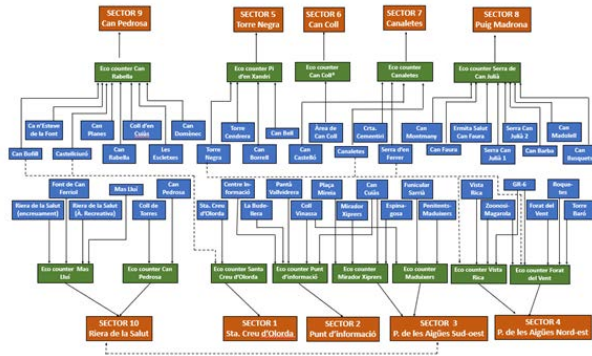 SECTOR 9
Can Pedrosa
SECTOR 5
Torre Negra
SECTOR 6
Can Coll
SECTOR 7
Canaletes
SECTOR 8
Puig Madrona
Eco counter Can
Rabella
Eco counter Pi
d'en Xandri
Eco counter
Can Coll*
Eco counter
Canaletes
Eco counter Serra de
Can Julià
Ca n'Esteve de
la Font
Can
Planes
Coll d'en
Can
Domènec
Torre
Cendrera
Can Bell
Àrea de
Can Coll
Crta.
Cementiri
Can
Montmany
Ermita Salut
Can Faura
Serra Can
Julià 2
Can
Madolell
Can Bofill
Castellciuró
Can
Rabella
Les
Escletxes
Torre
Negra
Can
Borrell
Can
Castelló
Canaletes
Serra d'en
Ferrer
Can Faura
Serra Can
Julià 1
Can Barba
Can
Busquets
Font de Can
Ferriol
Mas Lluí
Can
Pedrosa
Centre In-
formació
Pantà
Vallvidrera
Plaça
Mireia
Can
Cuiàs
Funicular
Sarrià
Vista
Rica
GR-6
Roque-
tes
Riera de la Salut
(encreuament)
Riera de la Salut
(À. Recreativa)
Coll de
Torres
Sta. Creu
d'Olorda
La Bude-
llera
Coll
Vinassa
Mirador
Xiprers
Espina-
gosa
Penitents-
Maduixers
Zoonosi-
Magarola
Forat del
Vent
Torre
Baró
Eco counter Mas
Lluí
Eco counter Can
Pedrosa
Eco counter Santa
Creu d'Olorda
Eco counter Punt
d'informació
Eco counter
Mirador Xiprers
Eco counter
Maduixers
Eco counter Vista
Rica
Eco counter Forat
del Vent
SECTOR 10
Riera de la Salut
SECTOR 1
Sta. Creu d'Olorda
SECTOR 2
Punt d'informació
SECTOR 3
P. de les Aigües Sud-oest
SECTOR 4
P. de les Aigües Nord-est